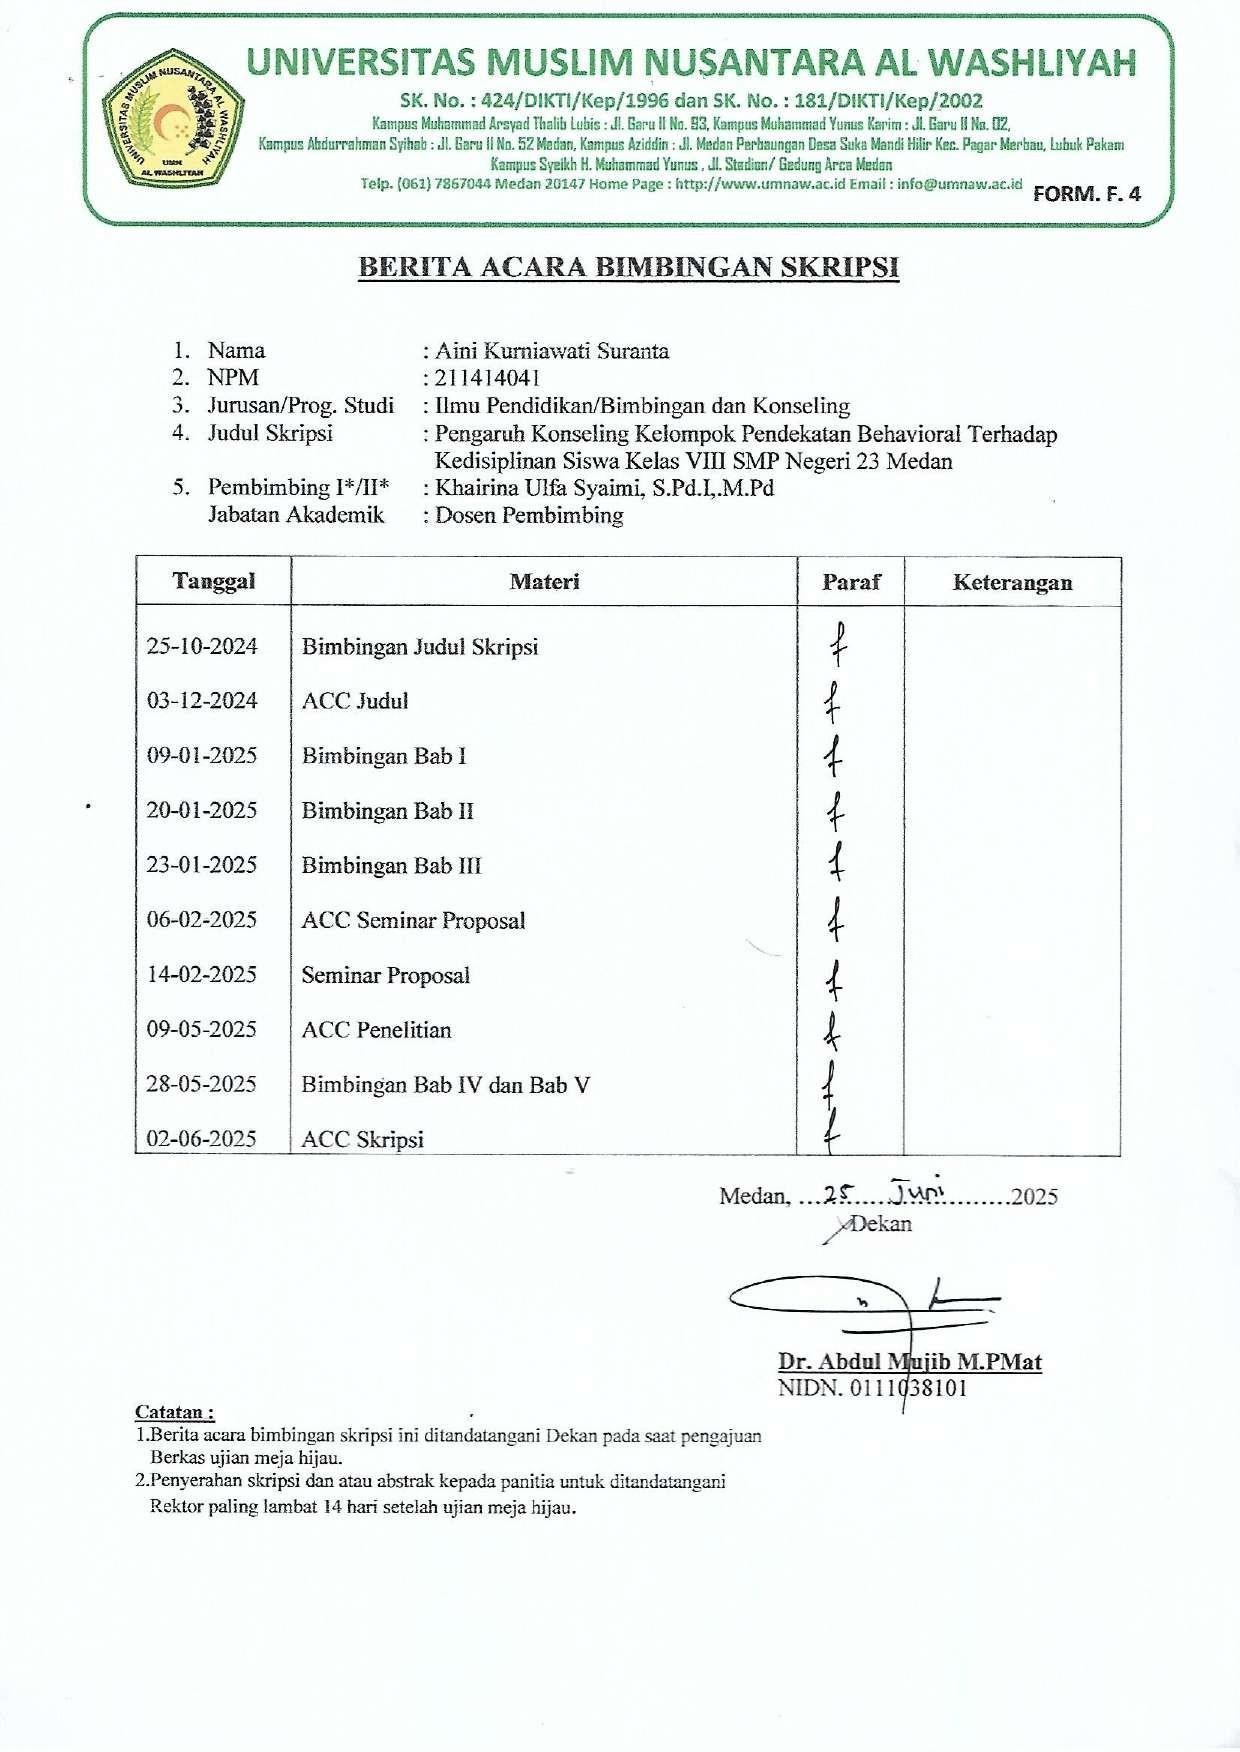 UNIVERSITAS MUSLIM NUSANTARA AL WASHLIYAH
SK. No. : 424/DIKTI/Kep/1996 dan SK. No. : 181/DIKTI/Kep/2002
Kampus Muhammad Arsyad Thalib Lubis : Jl. Garu II No. 93, Kampus Muhammad Yunus Karim : Jl. Garu II No. 02,
Kampus Abdurrahman Syihab : Jl. Garu II No. 52 Medan, Kampus Aziddin : Jl. Medan Perbaungan Desa Suka Mandi Hilir Kec. Pagar Merbau, Lubuk Pakam
Kampus Syeikh H. Muhammad Yunus , Jl. Stadion/ Gedung Arca Medan
Telp. (061) 7867044 Medan 20147 Home Page : http://www.umnaw.ac.id Email : info@umnaw.ac.id
FORM. F. 4
UNIVERSITAS MUSLIM NUSANTARA AL WASHLIYAH
UMN
AL WASHLIYAH
BERITA ACARA BIMBINGAN SKRIPSI
1. Nama : Aini Kurniawati Suranta
2. NPM : 211414041
3. Jurusan/Prog. Studi : Ilmu Pendidikan/Bimbingan dan Konseling
4. Judul Skripsi : Pengaruh Konseling Kelompok Pendekatan Behavioral Terhadap
Kedisiplinan Siswa Kelas VIII SMP Negeri 23 Medan
5. Pembimbing I*/II* : Khairina Ulfa Syaimi, S.Pd.I,.M.Pd
Jabatan Akademik : Dosen Pembimbing
Tanggal Materi Paraf Keterangan
25-10-2024 Bimbingan Judul Skripsi
03-12-2024 ACC Judul
09-01-2025 Bimbingan Bab I
20-01-2025 Bimbingan Bab II
23-01-2025 Bimbingan Bab III
06-02-2025 ACC Seminar Proposal
14-02-2025 Seminar Proposal
09-05-2025 ACC Penelitian
28-05-2025 Bimbingan Bab IV dan Bab V
02-06-2025 ACC Skripsi
Medan, ...25......Juni..........2025
Dekan
Dr. Abdul Mujib M.PMat
NIDN. 0111038101
Catatan :
1.Berita acara bimbingan skripsi ini ditandatangani Dekan pada saat pengajuan
Berkas ujian meja hijau.
2.Penyerahan skripsi dan atau abstrak kepada panitia untuk ditandatangani
Rektor paling lambat 14 hari setelah ujian meja hijau.